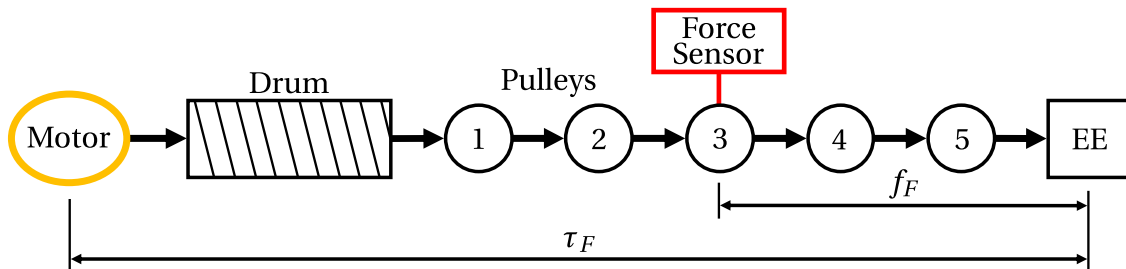 Force
Sensor
Drum
Pulleys
Motor
1
2
3
4
5
EE
f_F
τ_F